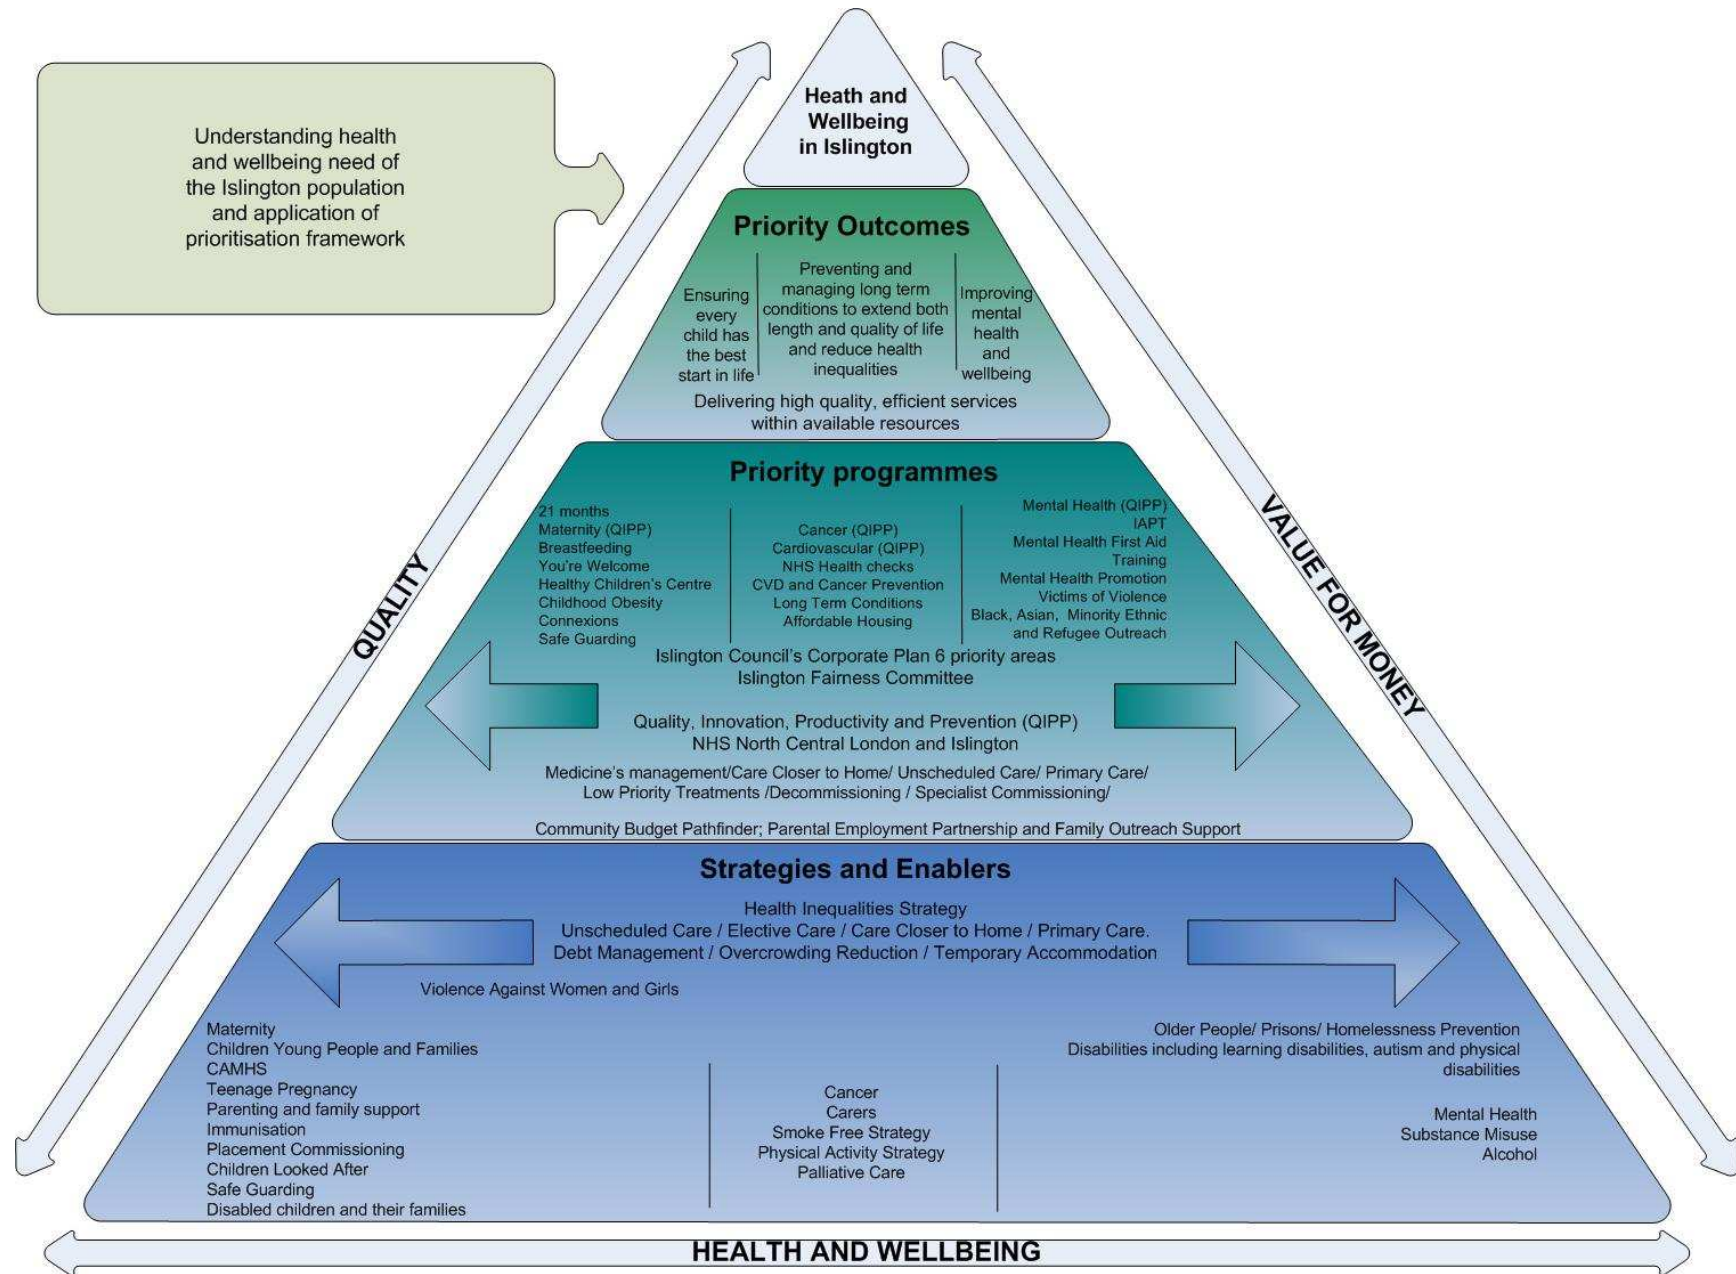 Heath and
Wellbeing
in Islington
Understanding health
and wellbeing need of
the Islington population
and application of
prioritisation framework
Priority Outcomes
Ensuring
every
child has
the best
start in life
Preventing and
managing long term
conditions to extend both
length and quality of life
and reduce health
inequalities
Improving
mental
health
and
wellbeing
Delivering high quality, efficient services
within available resources
Priority programmes
21 months
Maternity (QIPP)
Breastfeeding
You're Welcome
Healthy Children's Centre
Childhood Obesity
Connexions
Safe Guarding
Cancer (QIPP)
Cardiovascular (QIPP)
NHS Health checks
CVD and Cancer Prevention
Long Term Conditions
Affordable Housing
Mental Health (QIPP)
IAPT
Mental Health First Aid
Training
Mental Health Promotion
Victims of Violence
Black, Asian, Minority Ethnic
and Refugee Outreach
Islington Council's Corporate Plan 6 priority areas
Islington Fairness Committee
Quality, Innovation, Productivity and Prevention (QIPP)
NHS North Central London and Islington
Medicine's management/Care Closer to Home/ Unscheduled Care/ Primary Care/
Low Priority Treatments /Decommissioning / Specialist Commissioning/
Community Budget Pathfinder; Parental Employment Partnership and Family Outreach Support
Strategies and Enablers
Health Inequalities Strategy
Unscheduled Care / Elective Care / Care Closer to Home / Primary Care.
Debt Management / Overcrowding Reduction / Temporary Accommodation
Violence Against Women and Girls
Maternity
Children Young People and Families
CAMHS
Teenage Pregnancy
Parenting and family support
Immunisation
Placement Commissioning
Children Looked After
Safe Guarding
Disabled children and their families
Cancer
Carers
Smoke Free Strategy
Physical Activity Strategy
Palliative Care
Older People/ Prisons/ Homelessness Prevention
Disabilities including learning disabilities, autism and physical
disabilities
Mental Health
Substance Misuse
Alcohol
QUALITY
VALUE FOR MONEY
HEALTH AND WELLBEING